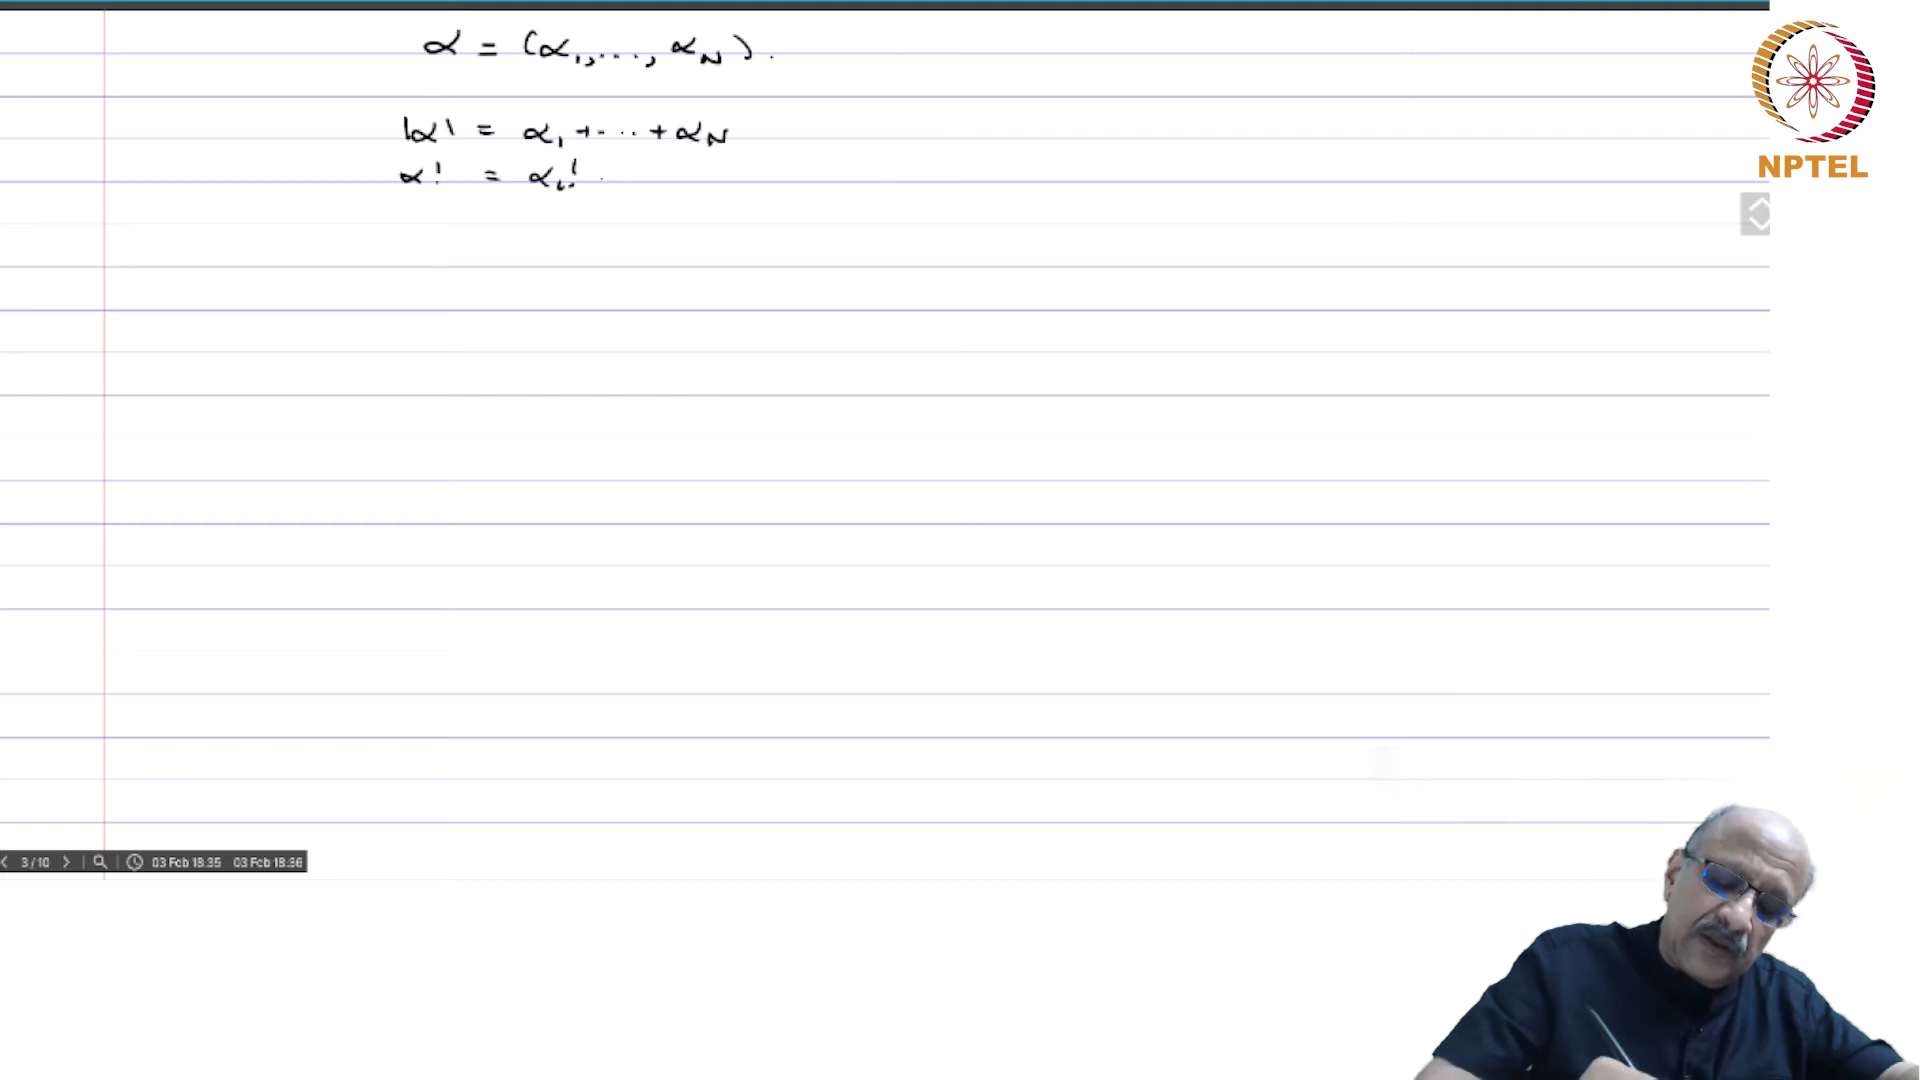 α = (α₁, ..., α_N).
|α| = α₁ + ... + α_N
α! = α₁! .
NPTEL
3/10
03 Feb 18:35 03 Feb 18:36